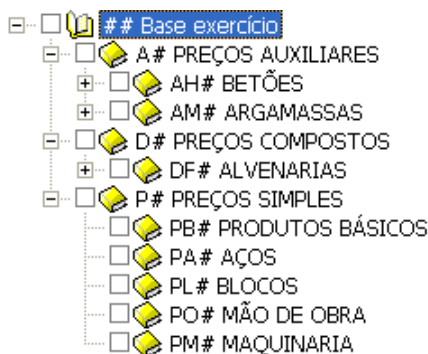 ## Base exercício
A# PREÇOS AUXILIARES
AH# BETÕES
AM# ARGAMASSAS
D# PREÇOS COMPOSTOS
DF# ALVENARIAS
P# PREÇOS SIMPLES
PB# PRODUTOS BÁSICOS
PA# AÇOS
PL# BLOCOS
PO# MÃO DE OBRA
PM# MAQUINARIA